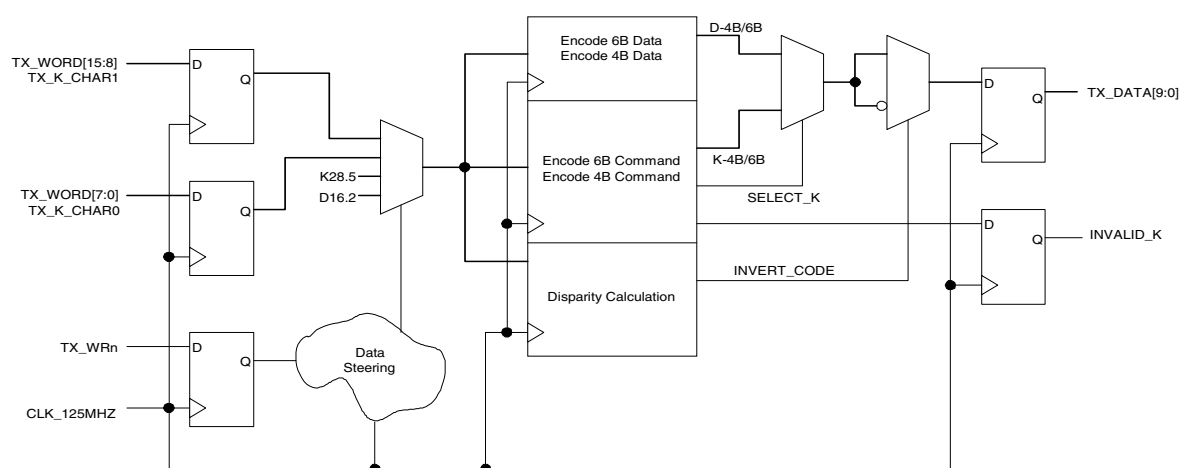 TX_WORD[15:8]
TX_K_CHAR1
D
Q
TX_WORD[7:0]
TX_K_CHAR0
D
Q
K28.5
D16.2
TX_WRn
D
Q
CLK_125MHZ
Data
Steering
Encode 6B Data
Encode 4B Data
Encode 6B Command
Encode 4B Command
Disparity Calculation
D-4B/6B
K-4B/6B
SELECT_K
INVERT_CODE
D
Q
TX_DATA[9:0]
D
Q
INVALID_K